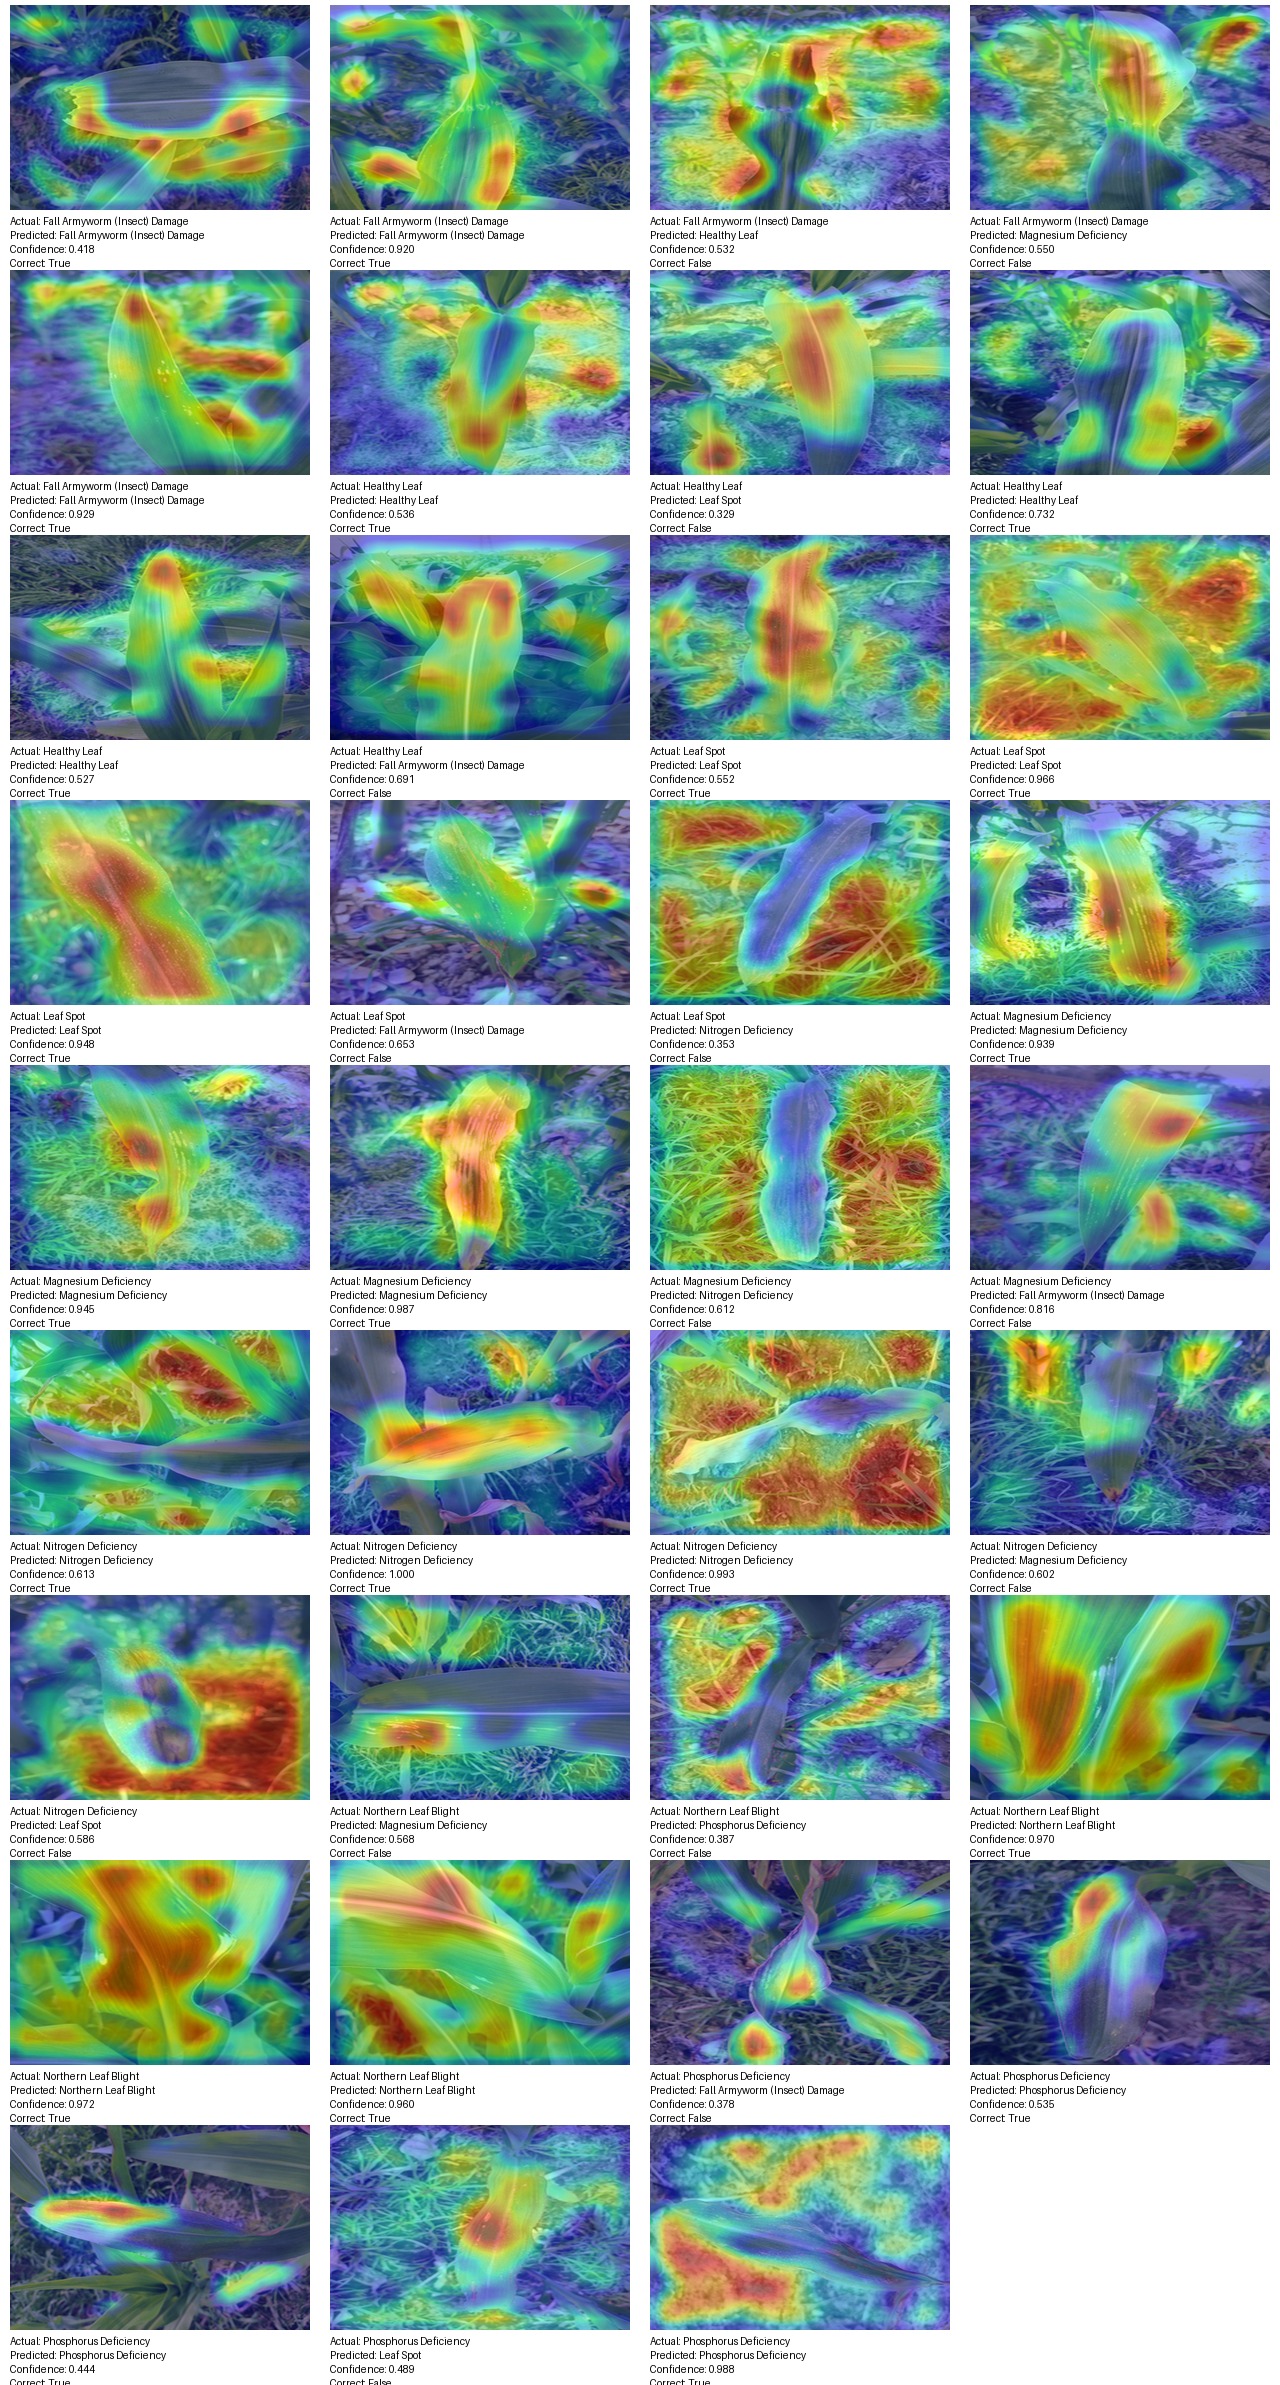 Actual: Fall Armyworm (Insect) Damage
Predicted: Fall Armyworm (Insect) Damage
Confidence: 0.418
Correct: True
Actual: Fall Armyworm (Insect) Damage
Predicted: Fall Armyworm (Insect) Damage
Confidence: 0.920
Correct: True
Actual: Fall Armyworm (Insect) Damage
Predicted: Healthy Leaf
Confidence: 0.532
Correct: False
Actual: Fall Armyworm (Insect) Damage
Predicted: Magnesium Deficiency
Confidence: 0.550
Correct: False
Actual: Fall Armyworm (Insect) Damage
Predicted: Fall Armyworm (Insect) Damage
Confidence: 0.929
Correct: True
Actual: Healthy Leaf
Predicted: Healthy Leaf
Confidence: 0.536
Correct: True
Actual: Healthy Leaf
Predicted: Leaf Spot
Confidence: 0.329
Correct: False
Actual: Healthy Leaf
Predicted: Healthy Leaf
Confidence: 0.732
Correct: True
Actual: Healthy Leaf
Predicted: Healthy Leaf
Confidence: 0.527
Correct: True
Actual: Healthy Leaf
Predicted: Fall Armyworm (Insect) Damage
Confidence: 0.691
Correct: False
Actual: Leaf Spot
Predicted: Leaf Spot
Confidence: 0.552
Correct: True
Actual: Leaf Spot
Predicted: Leaf Spot
Confidence: 0.966
Correct: True
Actual: Leaf Spot
Predicted: Leaf Spot
Confidence: 0.948
Correct: True
Actual: Leaf Spot
Predicted: Fall Armyworm (Insect) Damage
Confidence: 0.653
Correct: False
Actual: Leaf Spot
Predicted: Nitrogen Deficiency
Confidence: 0.353
Correct: False
Actual: Magnesium Deficiency
Predicted: Magnesium Deficiency
Confidence: 0.939
Correct: True
Actual: Magnesium Deficiency
Predicted: Magnesium Deficiency
Confidence: 0.945
Correct: True
Actual: Magnesium Deficiency
Predicted: Magnesium Deficiency
Confidence: 0.987
Correct: True
Actual: Magnesium Deficiency
Predicted: Nitrogen Deficiency
Confidence: 0.612
Correct: False
Actual: Magnesium Deficiency
Predicted: Fall Armyworm (Insect) Damage
Confidence: 0.816
Correct: False
Actual: Nitrogen Deficiency
Predicted: Nitrogen Deficiency
Confidence: 0.613
Correct: True
Actual: Nitrogen Deficiency
Predicted: Nitrogen Deficiency
Confidence: 1.000
Correct: True
Actual: Nitrogen Deficiency
Predicted: Nitrogen Deficiency
Confidence: 0.993
Correct: True
Actual: Nitrogen Deficiency
Predicted: Magnesium Deficiency
Confidence: 0.602
Correct: False
Actual: Nitrogen Deficiency
Predicted: Leaf Spot
Confidence: 0.586
Correct: False
Actual: Northern Leaf Blight
Predicted: Magnesium Deficiency
Confidence: 0.568
Correct: False
Actual: Northern Leaf Blight
Predicted: Phosphorus Deficiency
Confidence: 0.387
Correct: False
Actual: Northern Leaf Blight
Predicted: Northern Leaf Blight
Confidence: 0.970
Correct: True
Actual: Northern Leaf Blight
Predicted: Northern Leaf Blight
Confidence: 0.972
Correct: True
Actual: Northern Leaf Blight
Predicted: Northern Leaf Blight
Confidence: 0.960
Correct: True
Actual: Phosphorus Deficiency
Predicted: Fall Armyworm (Insect) Damage
Confidence: 0.378
Correct: False
Actual: Phosphorus Deficiency
Predicted: Phosphorus Deficiency
Confidence: 0.535
Correct: True
Actual: Phosphorus Deficiency
Predicted: Phosphorus Deficiency
Confidence: 0.444
Correct: True
Actual: Phosphorus Deficiency
Predicted: Leaf Spot
Confidence: 0.489
Correct: False
Actual: Phosphorus Deficiency
Predicted: Phosphorus Deficiency
Confidence: 0.988
Correct: True